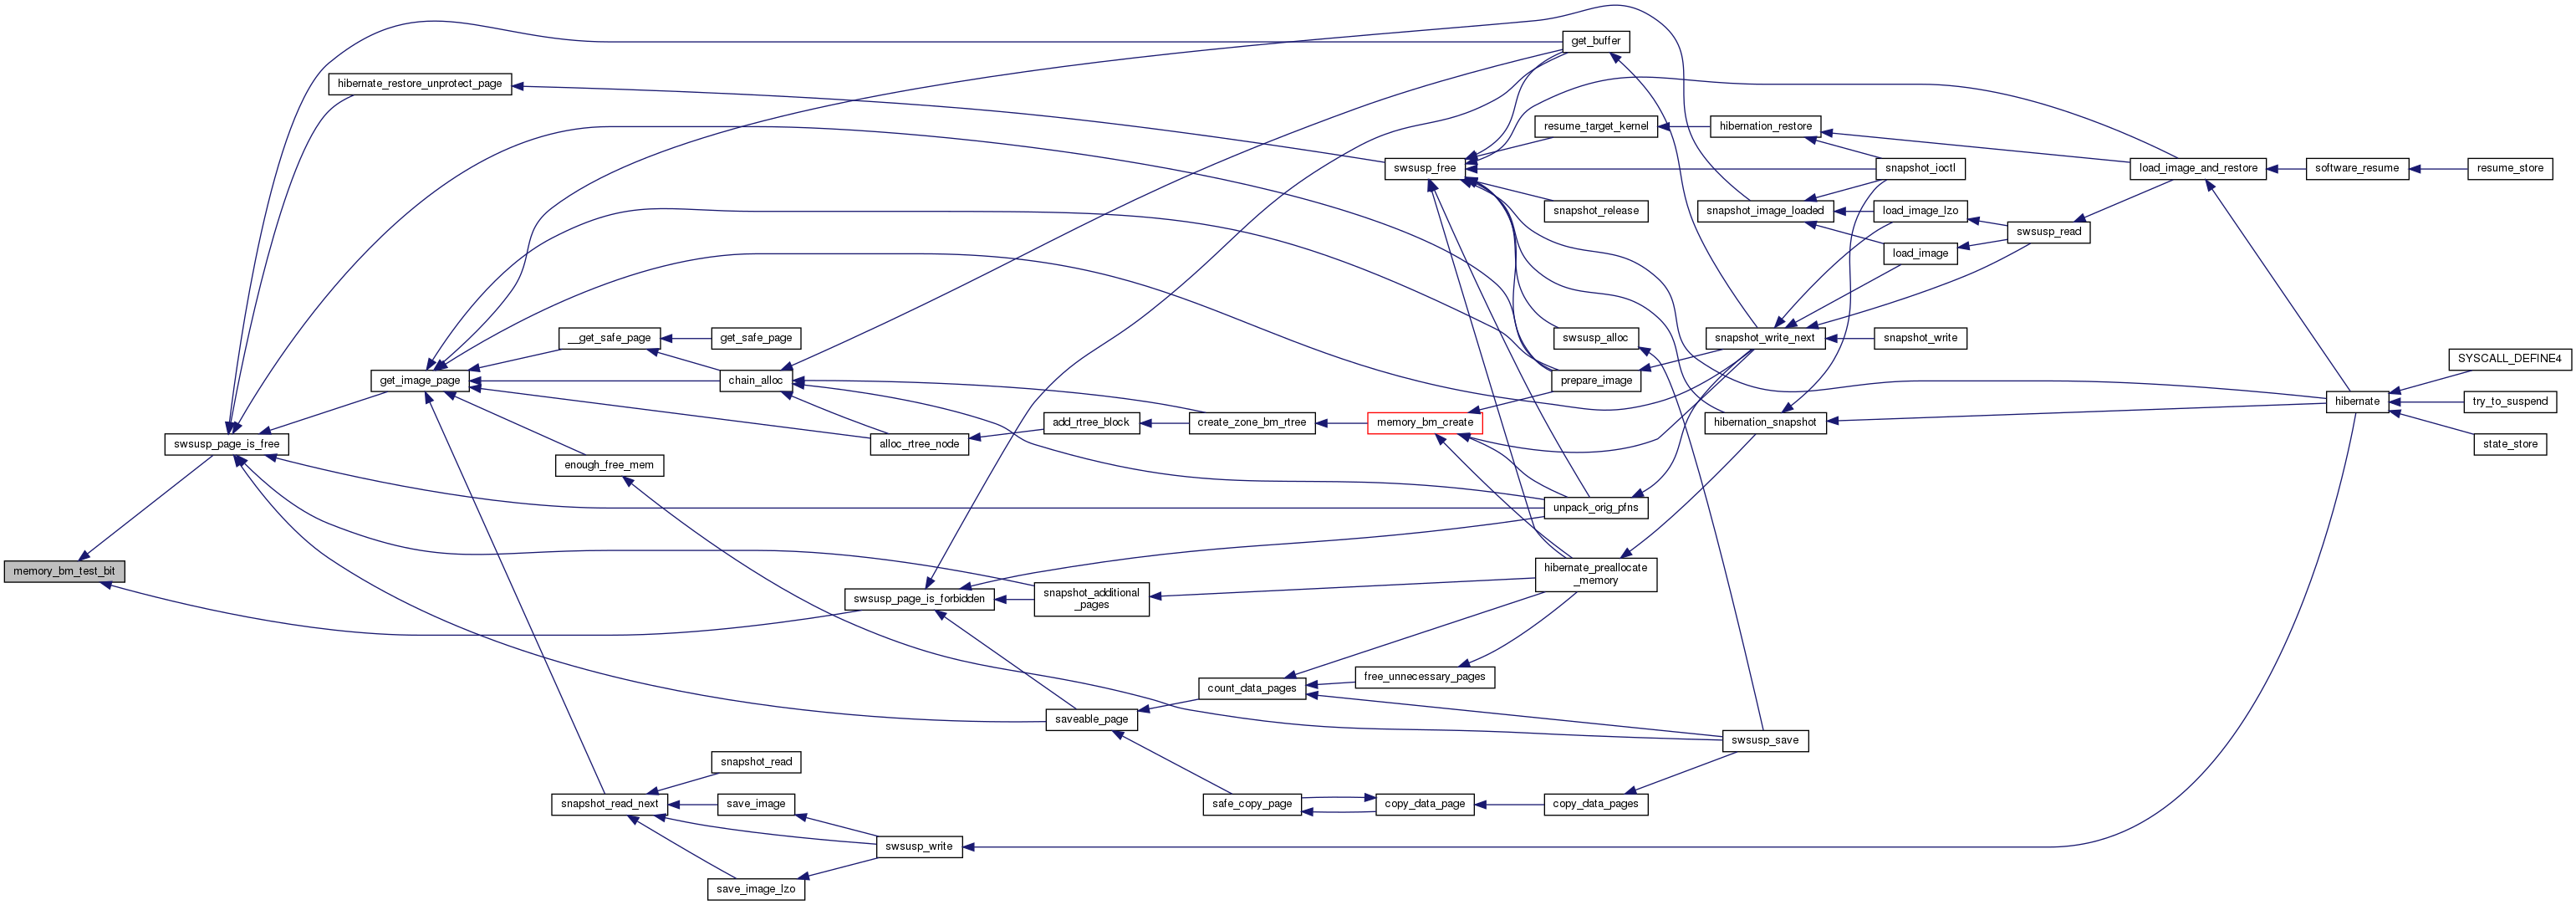 get_buffer
hibernate_restore_unprotect_page
resume_target_kernel
hibernation_restore
swsusp_free
snapshot_ioctl
load_image_and_restore
software_resume
resume_store
snapshot_release
snapshot_image_loaded
load_image_lzo
swsusp_read
load_image
__get_safe_page
get_safe_page
swsusp_alloc
snapshot_write_next
snapshot_write
SYSCALL_DEFINE4
get_image_page
chain_alloc
prepare_image
hibernate
try_to_suspend
swsusp_page_is_free
alloc_rtree_node
add_rtree_block
create_zone_bm_rtree
memory_bm_create
hibernation_snapshot
state_store
enough_free_mem
unpack_orig_pfns
memory_bm_test_bit
hibernate_preallocate
_memory
swsusp_page_is_forbidden
snapshot_additional
_pages
count_data_pages
free_unnecessary_pages
saveable_page
swsusp_save
snapshot_read
snapshot_read_next
save_image
safe_copy_page
copy_data_page
copy_data_pages
swsusp_write
save_image_lzo